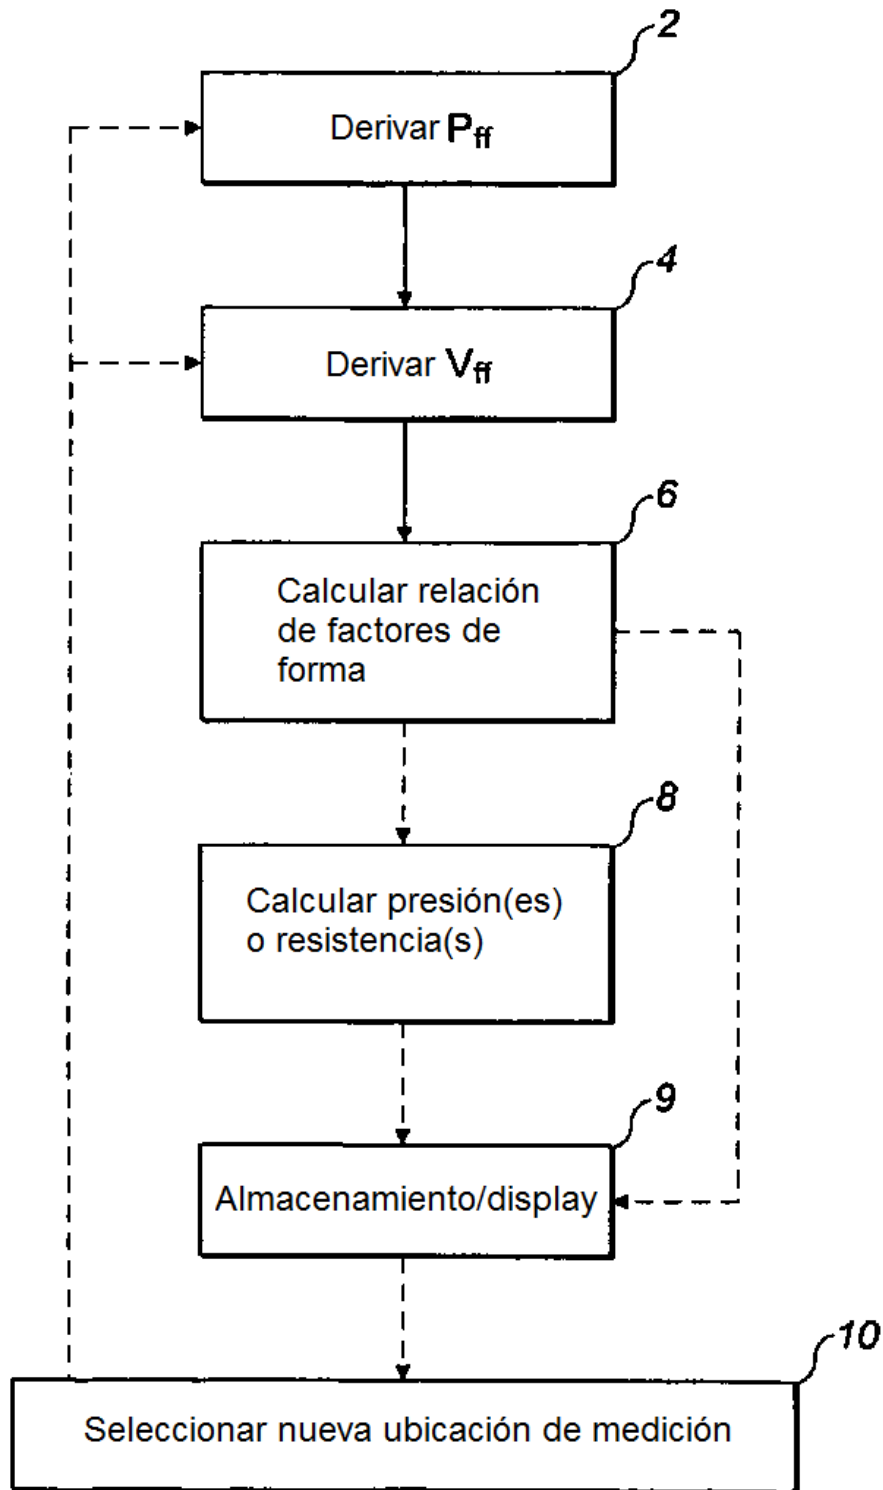 2
Derivar Pff
4
Derivar Vff
6
Calcular relación
de factores de
forma
8
Calcular presión(es)
o resistencia(s)
9
Almacenamiento/display
10
Seleccionar nueva ubicación de medición